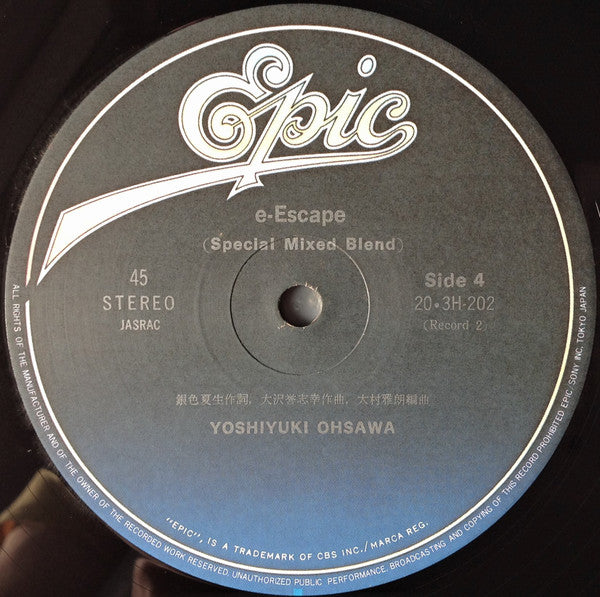 Epic
e-Escape
(Special Mixed Blend)
45
STEREO
JASRAC
Side 4
20・3H-202
(Record 2)
銀色夏生作詞, 大沢誉志幸作曲, 大村雅朗編曲
YOSHIYUKI OHSAWA
"EPIC", IS A TRADEMARK OF CBS INC./MARCA REG.
ALL RIGHTS OF THE MANUFACTURER AND OF THE OWNER OF THE RECORDED WORK RESERVED. UNAUTHORIZED PUBLIC PERFORMANCE, BROADCASTING AND COPYING OF THIS RECORD PROHIBITED EPIC SONY INC. TOKYO JAPAN